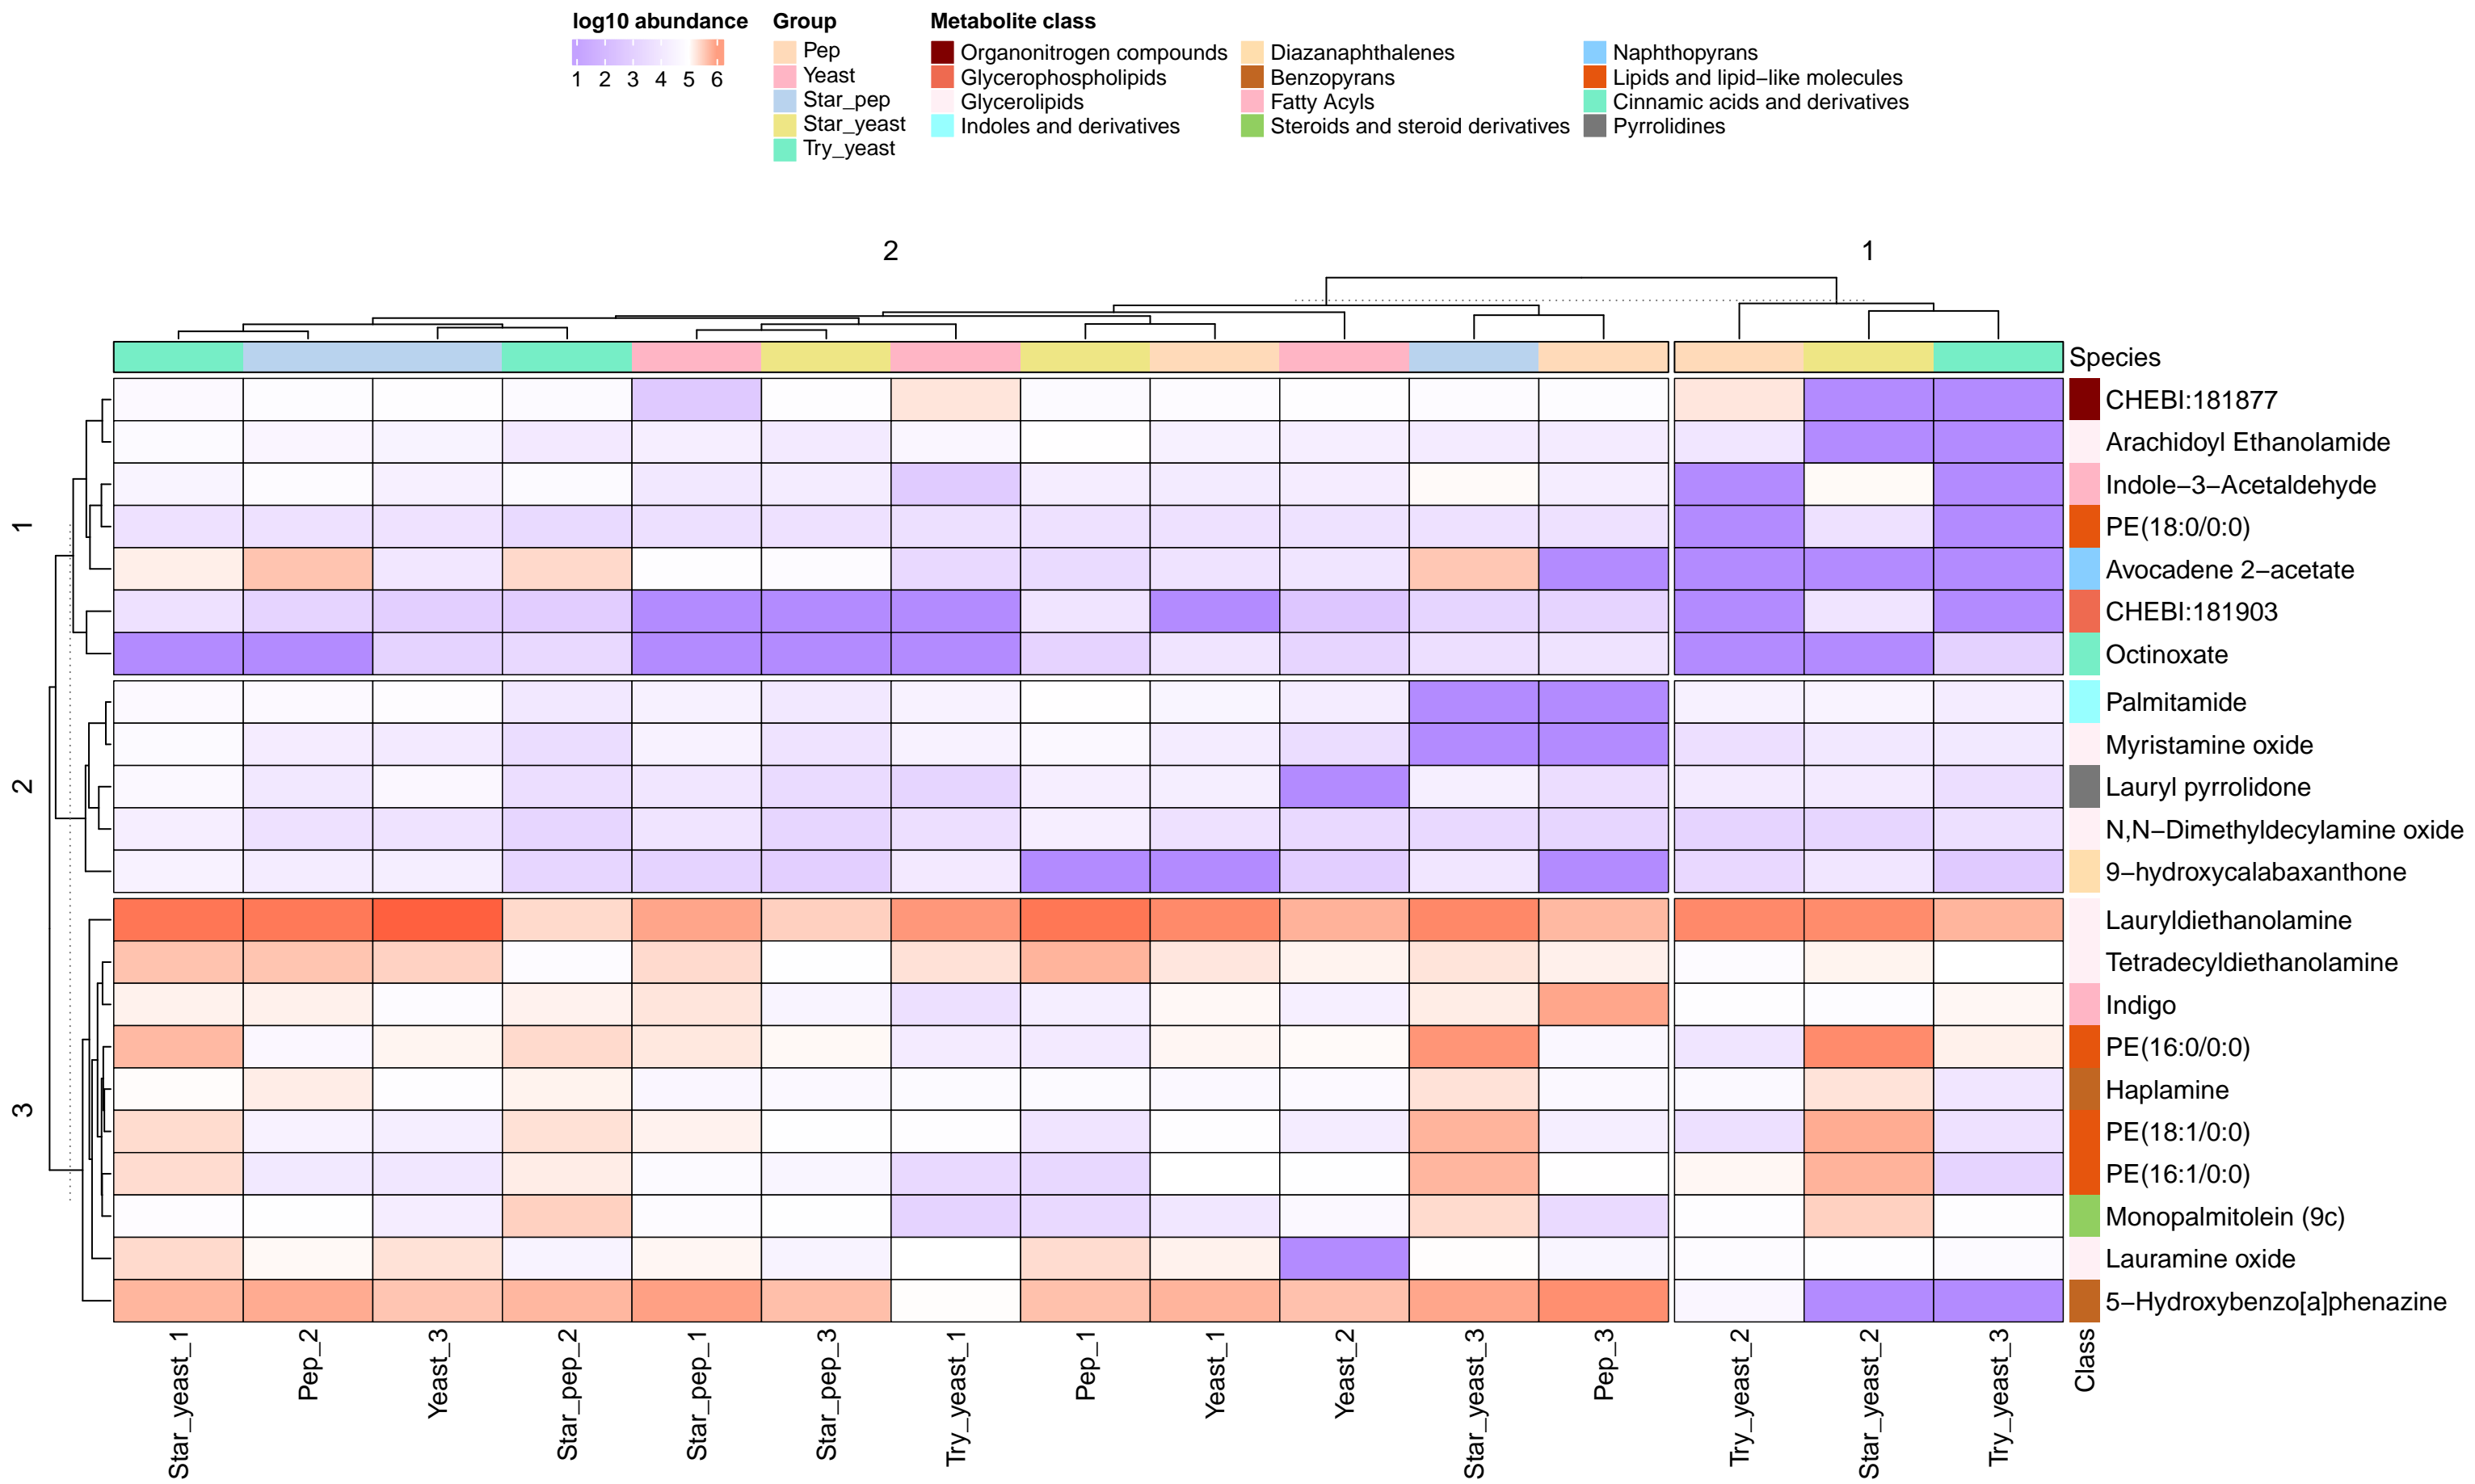 log10 abundance
1 2 3 4 5 6
Group
Pep
Yeast
Star_pep
Star_yeast
Try_yeast
Metabolite class
Organonitrogen compounds
Glycerophospholipids
Glycerolipids
Indoles and derivatives
Diazanaphthalenes
Benzopyrans
Fatty Acyls
Steroids and steroid derivatives
Naphthopyrans
Lipids and lipid−like molecules
Cinnamic acids and derivatives
Pyrrolidines
2
1
Species
1
CHEBI:181877
Arachidoyl Ethanolamide
Indole−3−Acetaldehyde
PE(18:0/0:0)
Avocadene 2−acetate
CHEBI:181903
Octinoxate
2
Palmitamide
Myristamine oxide
Lauryl pyrrolidone
N,N−Dimethyldecylamine oxide
9−hydroxycalabaxanthone
3
Lauryldiethanolamine
Tetradecyldiethanolamine
Indigo
PE(16:0/0:0)
Haplamine
PE(18:1/0:0)
PE(16:1/0:0)
Monopalmitolein (9c)
Lauramine oxide
5−Hydroxybenzo[a]phenazine
Star_yeast_1
Pep_2
Yeast_3
Star_pep_2
Star_pep_1
Star_pep_3
Try_yeast_1
Pep_1
Yeast_1
Yeast_2
Star_yeast_3
Pep_3
Try_yeast_2
Star_yeast_2
Try_yeast_3
Class